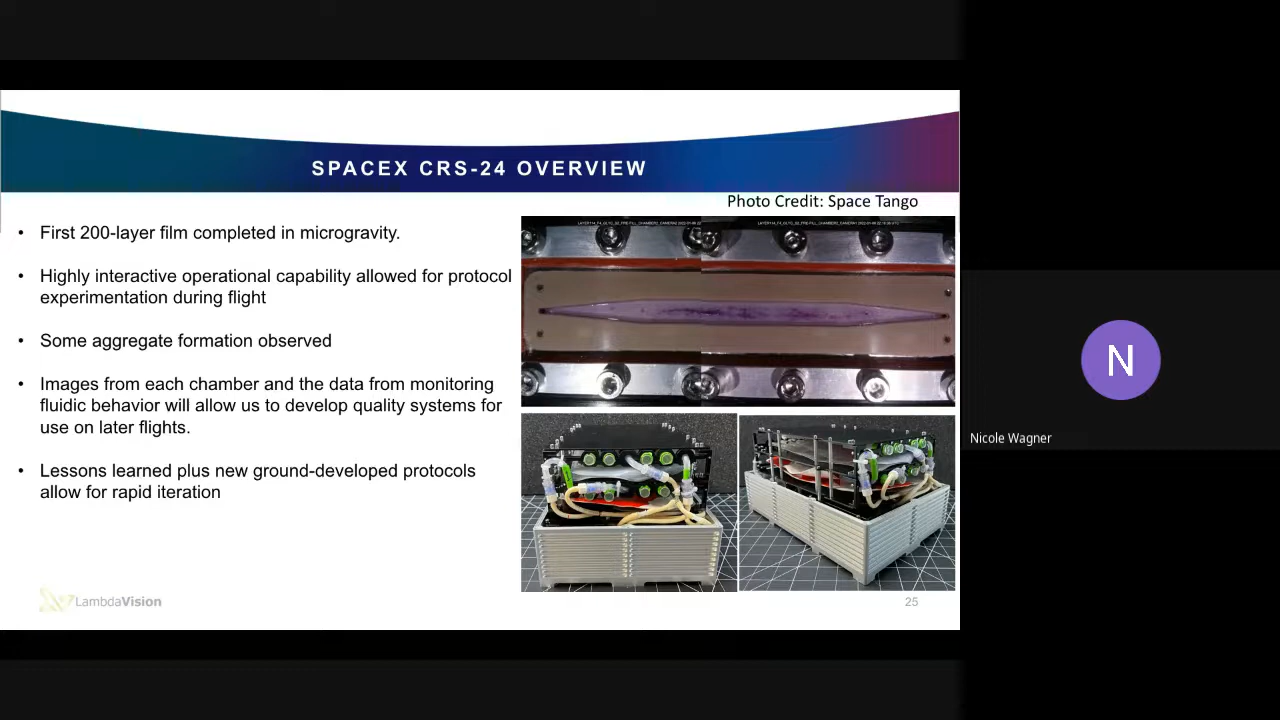 SPACEX CRS-24 OVERVIEW
Photo Credit: Space Tango
• First 200-layer film completed in microgravity.
• Highly interactive operational capability allowed for protocol
experimentation during flight
• Some aggregate formation observed
• Images from each chamber and the data from monitoring
fluidic behavior will allow us to develop quality systems for
use on later flights.
• Lessons learned plus new ground-developed protocols
allow for rapid iteration
LambdaVision
25
N
Nicole Wagner